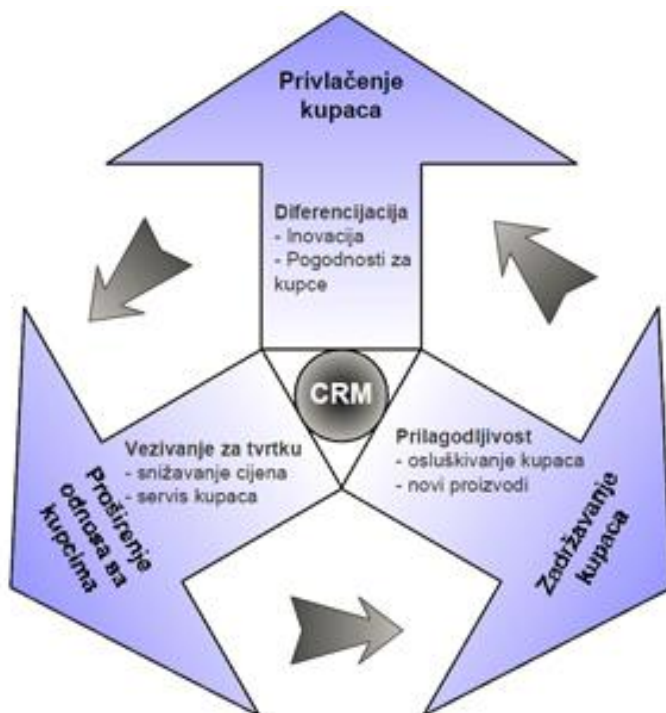 Privlačenje
kupaca
Diferencijacija
- Inovacija
- Pogodnosti za
kupce
CRM
Vezivanje za tvrtku
- snižavanje cijena
- servis kupaca
Proširenje
odnosa sa
kupcima
Prilagodljivost
- osluškivanje kupaca
- novi proizvodi
Zadržavanje
kupaca